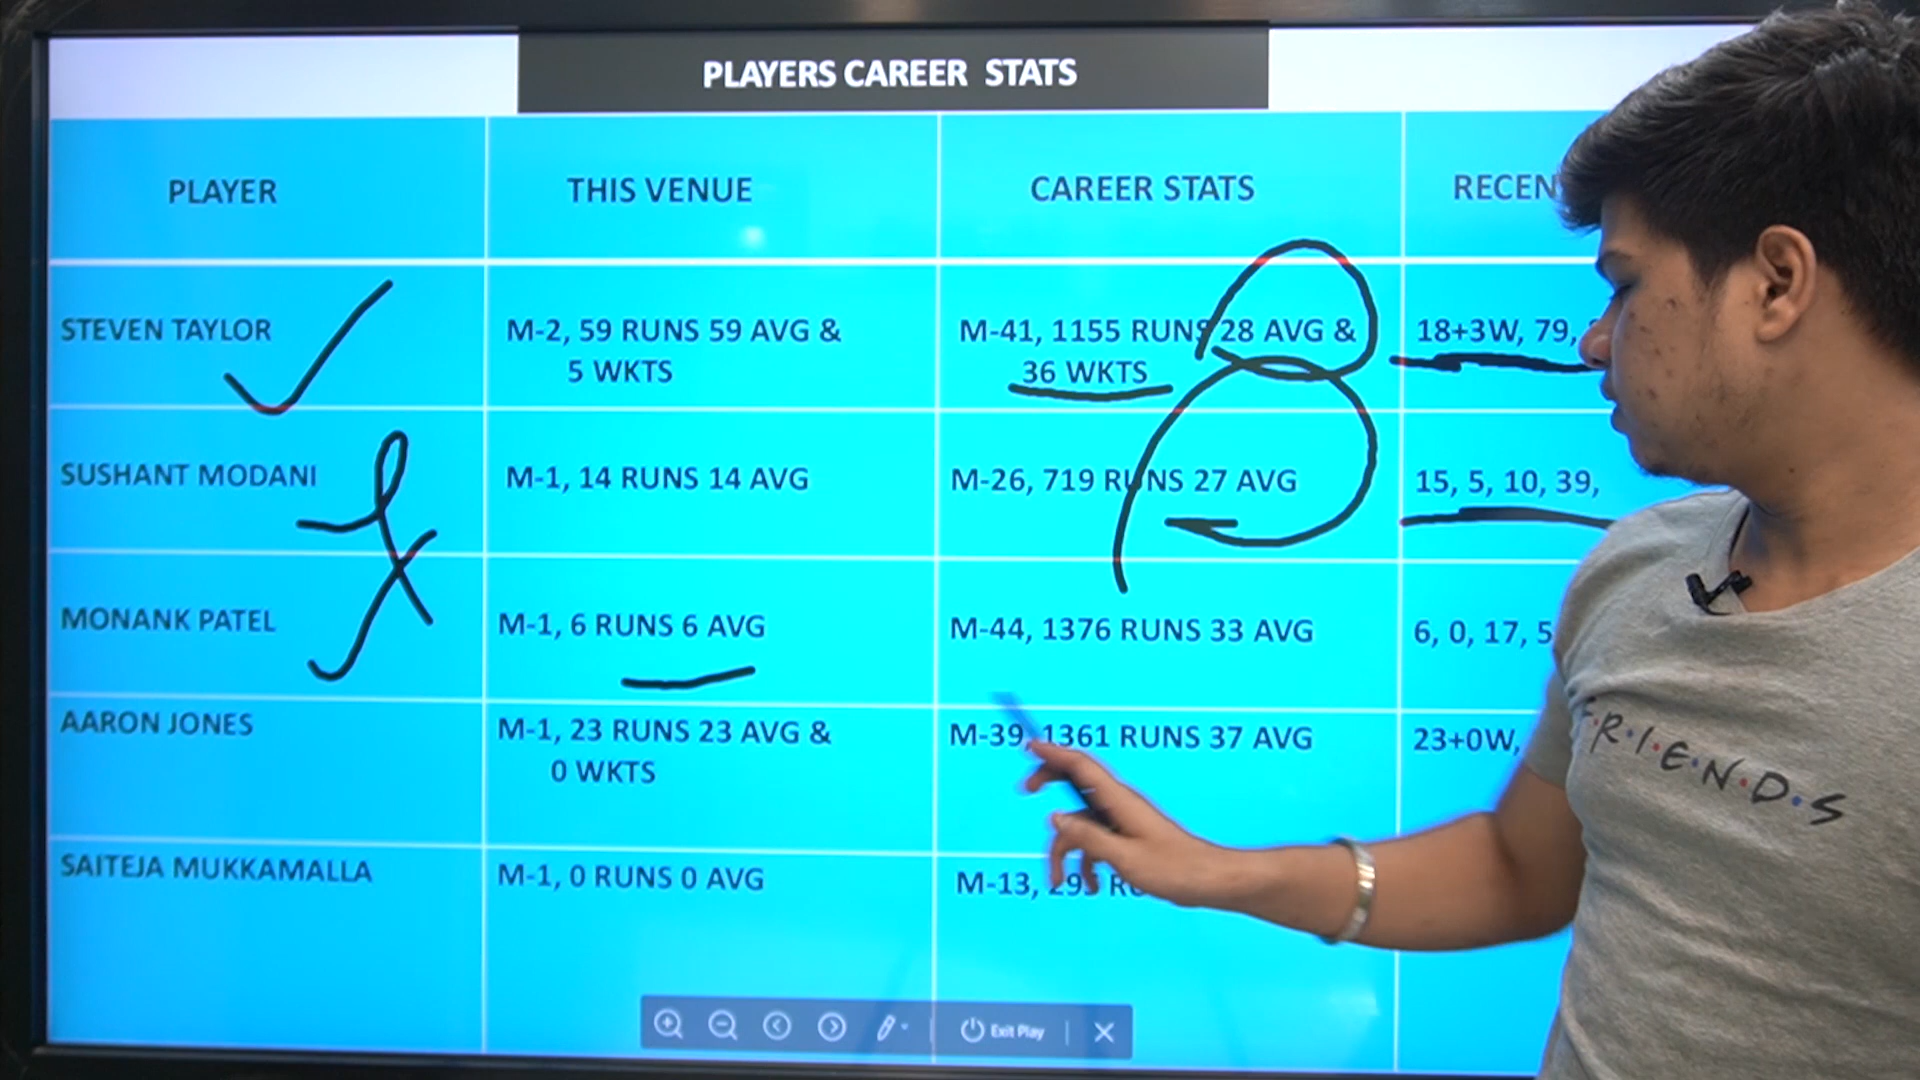 PLAYERS CAREER STATS
PLAYER THIS VENUE CAREER STATS
STEVEN TAYLOR M-2, 59 RUNS 59 AVG & M-41, 1155 RUNS 28 AVG & 18+3W, 79,
5 WKTS 36 WKTS
SUSHANT MODANI M-1, 14 RUNS 14 AVG M-26, 719 RUNS 27 AVG 15, 5, 10, 39,
MONANK PATEL M-1, 6 RUNS 6 AVG M-44, 1376 RUNS 33 AVG 6, 0, 17,
AARON JONES M-1, 23 RUNS 23 AVG & M-39, 1361 RUNS 37 AVG 23+0W,
0 WKTS
SAITEJA MUKKAMALLA M-1, 0 RUNS 0 AVG M-13,
Exit Play
F·R·I·E·N·D·S